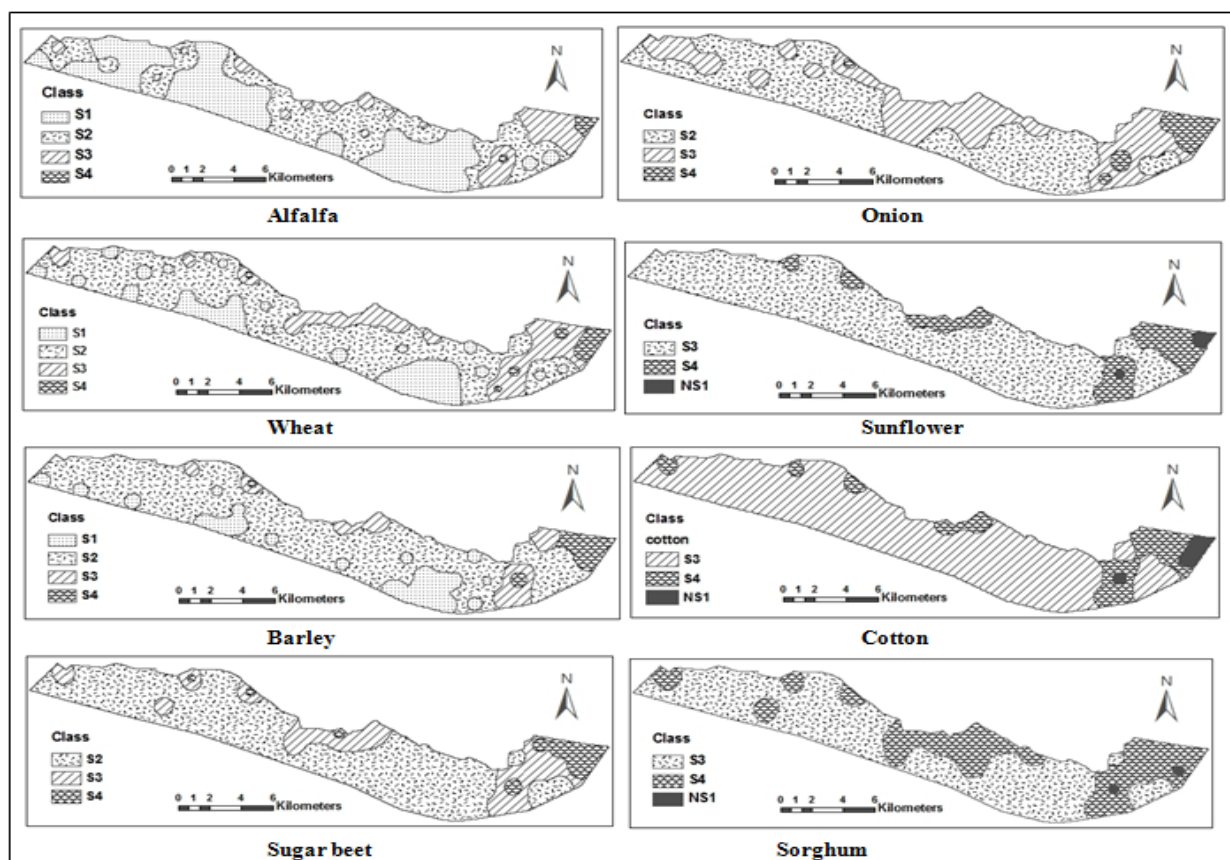 N
Class
S1
S2
S3
S4
0 1 2 4 6
Kilometers
Alfalfa
N
Class
S2
S3
S4
0 1 2 4 6
Kilometers
Onion
N
Class
S1
S2
S3
S4
0 1 2 4 6
Kilometers
Wheat
N
Class
S3
S4
NS1
0 1 2 4 6
Kilometers
Sunflower
N
Class
S1
S2
S3
S4
0 1 2 4 6
Kilometers
Barley
N
Class
cotton
S3
S4
NS1
0 1 2 4 6
Kilometers
Cotton
N
Class
S2
S3
S4
0 1 2 4 6
Kilometers
Sugar beet
N
Class
S3
S4
NS1
0 1 2 4 6
Kilometers
Sorghum